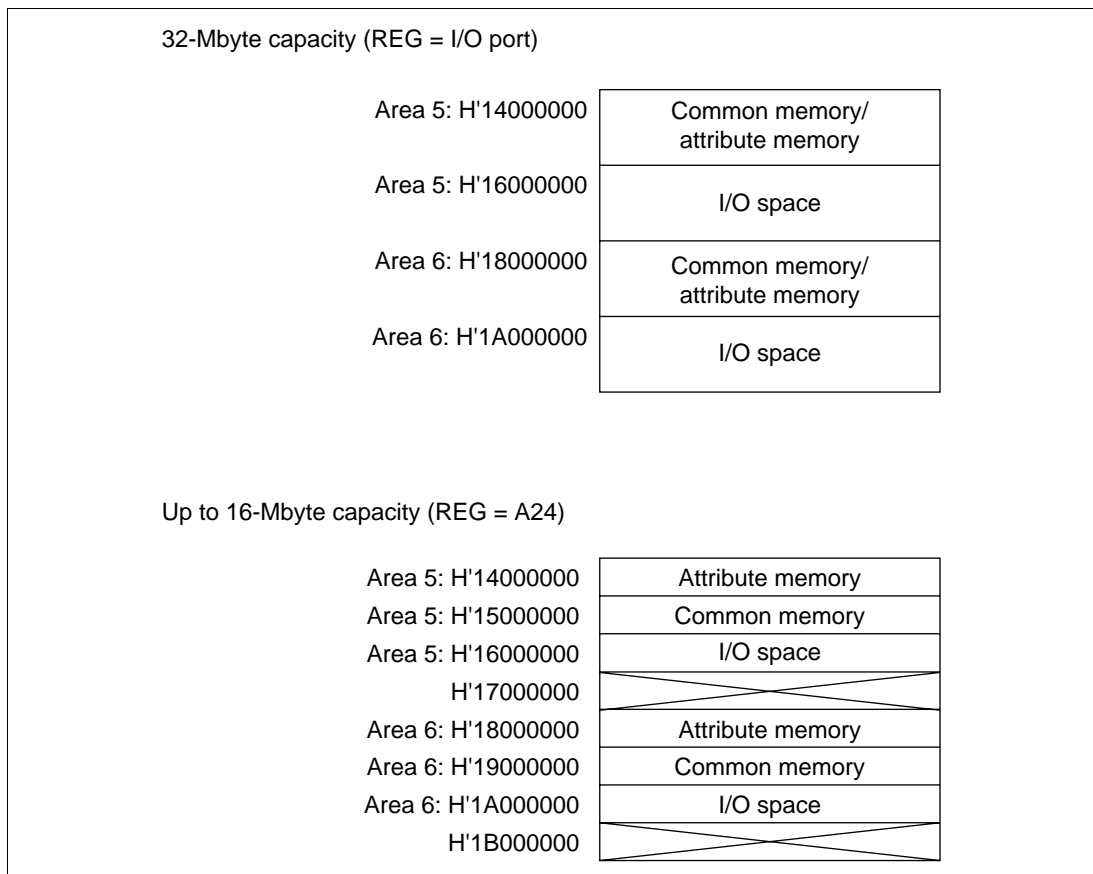 32-Mbyte capacity (REG = I/O port)
Area 5: H'14000000
Common memory/
attribute memory
Area 5: H'16000000
I/O space
Area 6: H'18000000
Common memory/
attribute memory
Area 6: H'1A000000
I/O space
Up to 16-Mbyte capacity (REG = A24)
Area 5: H'14000000
Attribute memory
Area 5: H'15000000
Common memory
Area 5: H'16000000
I/O space
H'17000000
Area 6: H'18000000
Attribute memory
Area 6: H'19000000
Common memory
Area 6: H'1A000000
I/O space
H'1B000000